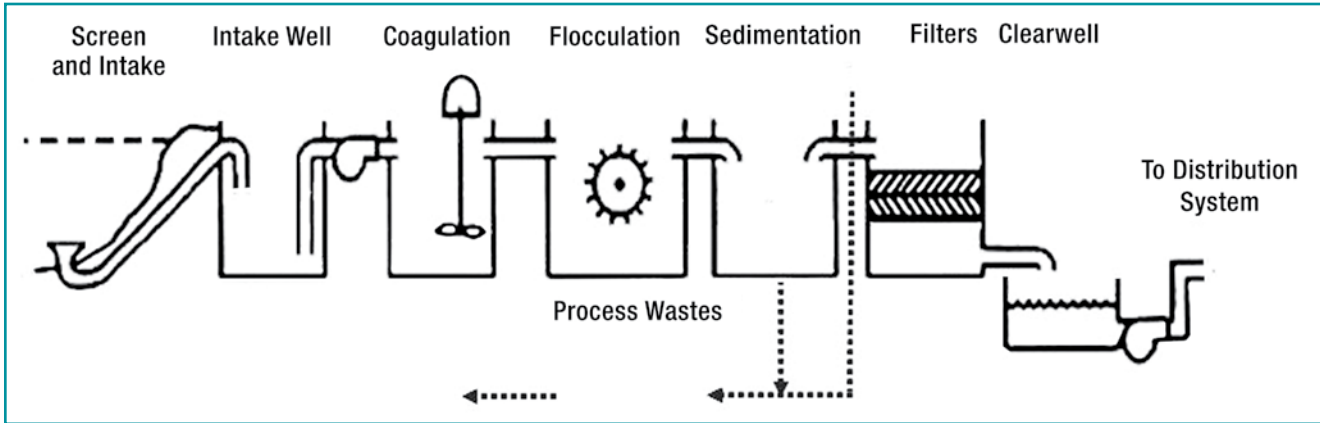 Screen
and Intake
Intake Well
Coagulation
Flocculation
Sedimentation
Filters
Clearwell
To Distribution
System
Process Wastes